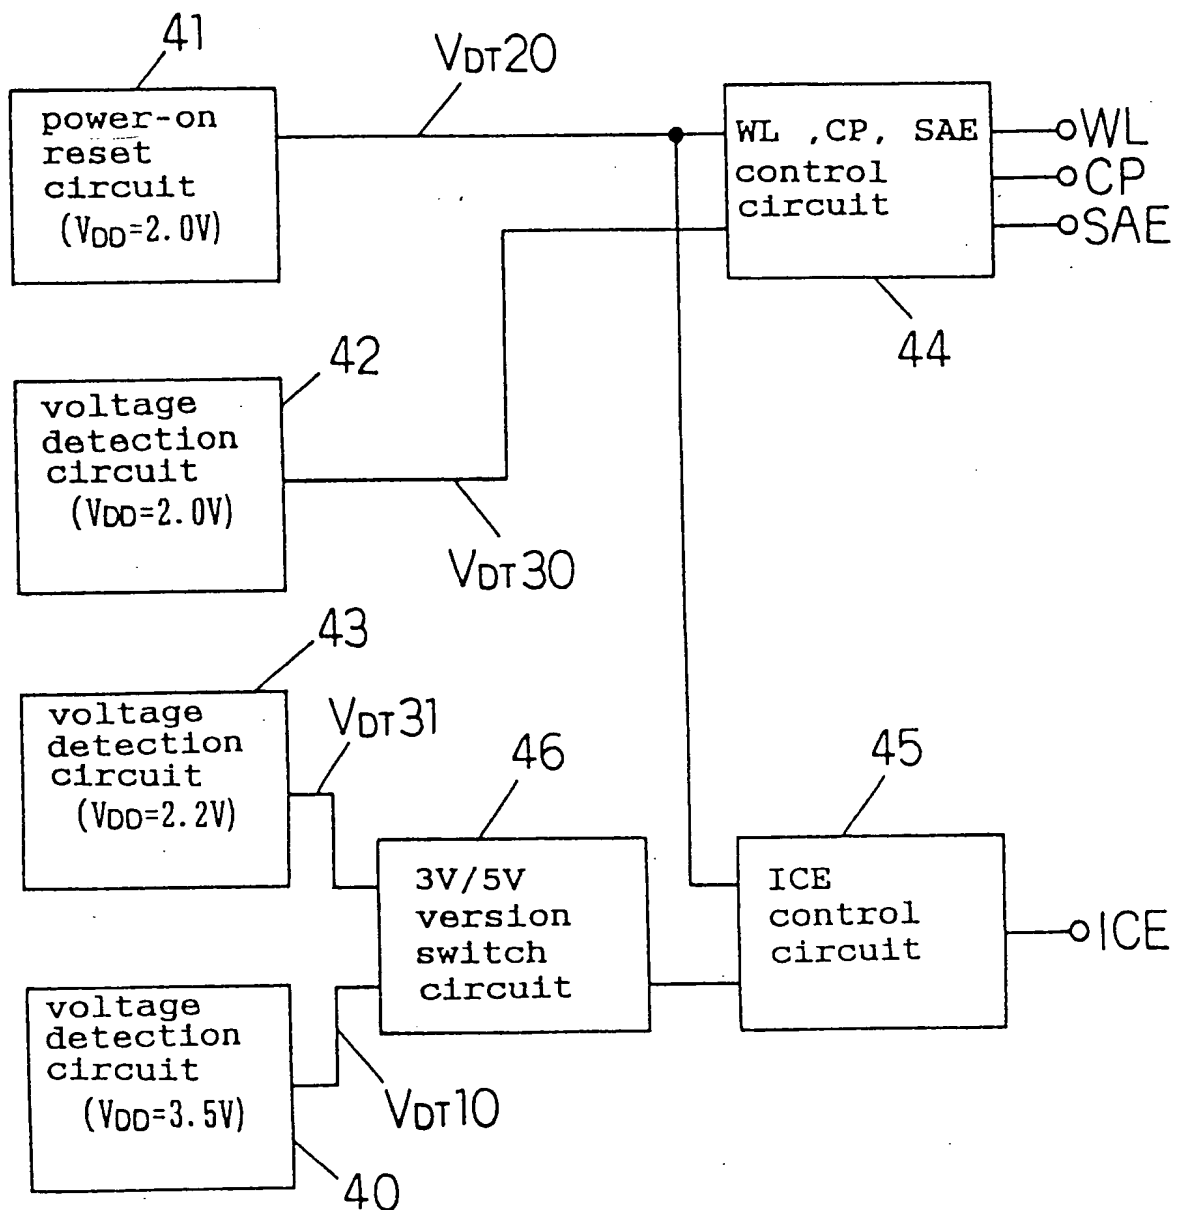 41
VDT20
power-on
reset
circuit
(VDD=2.0V)
WL ,CP, SAE
control
circuit
WL
CP
SAE
44
42
voltage
detection
circuit
(VDD=2.0V)
VDT30
43
voltage
detection
circuit
(VDD=2.2V)
VDT31
46
3V/5V
version
switch
circuit
45
ICE
control
circuit
ICE
voltage
detection
circuit
(VDD=3.5V)
VDT10
40